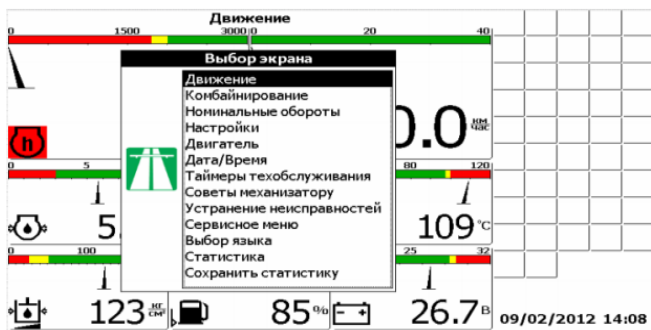 Движение
0 1500 3000 0 20 40
Выбор экрана
Движение
Комбайнирование
Номинальные обороты
Настройки
Двигатель
Дата/Время
Таймеры техобслуживания
Советы механизатору
Устранение неисправностей
Сервисное меню
Выбор языка
Статистика
Сохранить статистику
0.0 км/час
h
0 5 80 120
5. 109 °C
0 100 25 32
123 кг/см² 85 % 26.7 В
09/02/2012 14:08